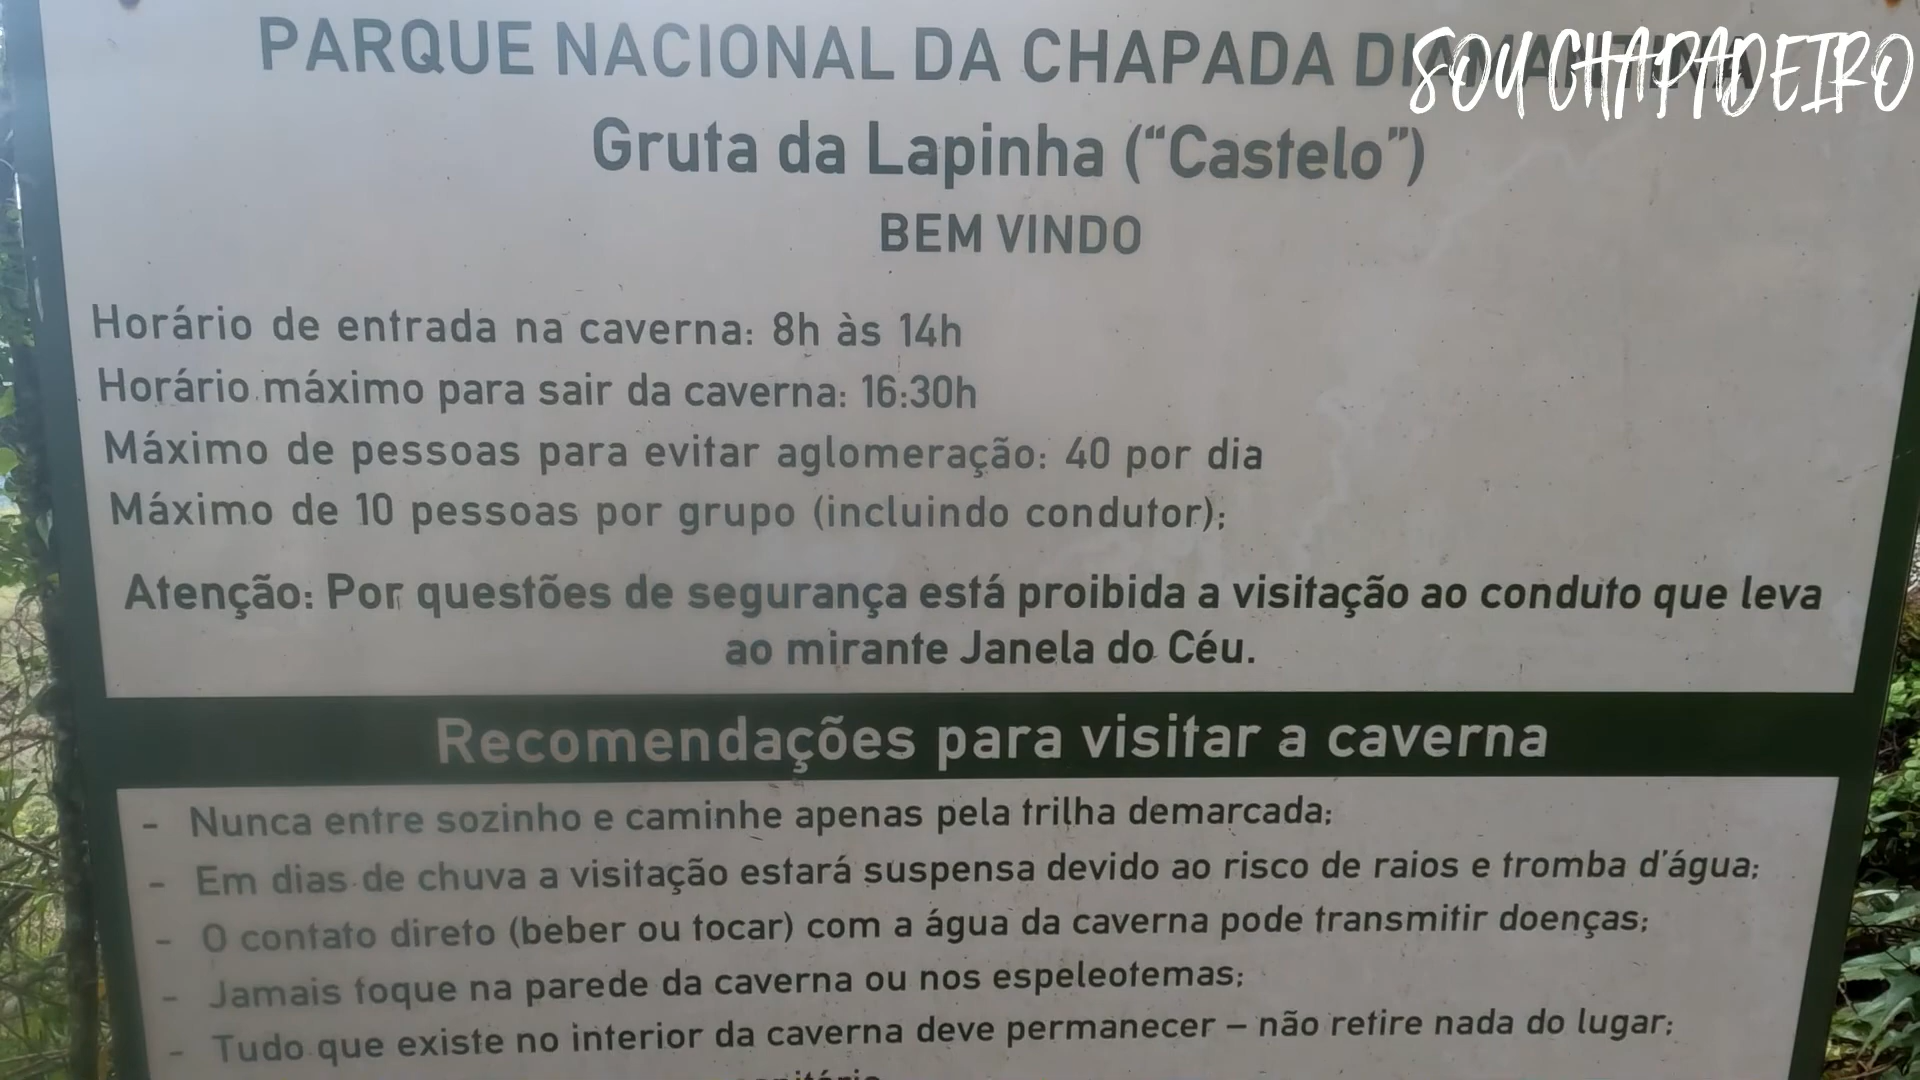 PARQUE NACIONAL DA CHAPADA
SOU CHAPADEIRO
Gruta da Lapinha (“Castelo”)
BEM VINDO
Horário de entrada na caverna: 8h às 14h
Horário máximo para sair da caverna: 16:30h
Máximo de pessoas para evitar aglomeração: 40 por dia
Máximo de 10 pessoas por grupo (incluindo condutor);
Atenção: Por questões de segurança está proibida a visitação ao conduto que leva
ao mirante Janela do Céu.
Recomendações para visitar a caverna
- Nunca entre sozinho e caminhe apenas pela trilha demarcada;
- Em dias de chuva a visitação estará suspensa devido ao risco de raios e tromba d’água;
- O contato direto (beber ou tocar) com a água da caverna pode transmitir doenças;
- Jamais toque na parede da caverna ou nos espeleotemas;
- Tudo que existe no interior da caverna deve permanecer – não retire nada do lugar;